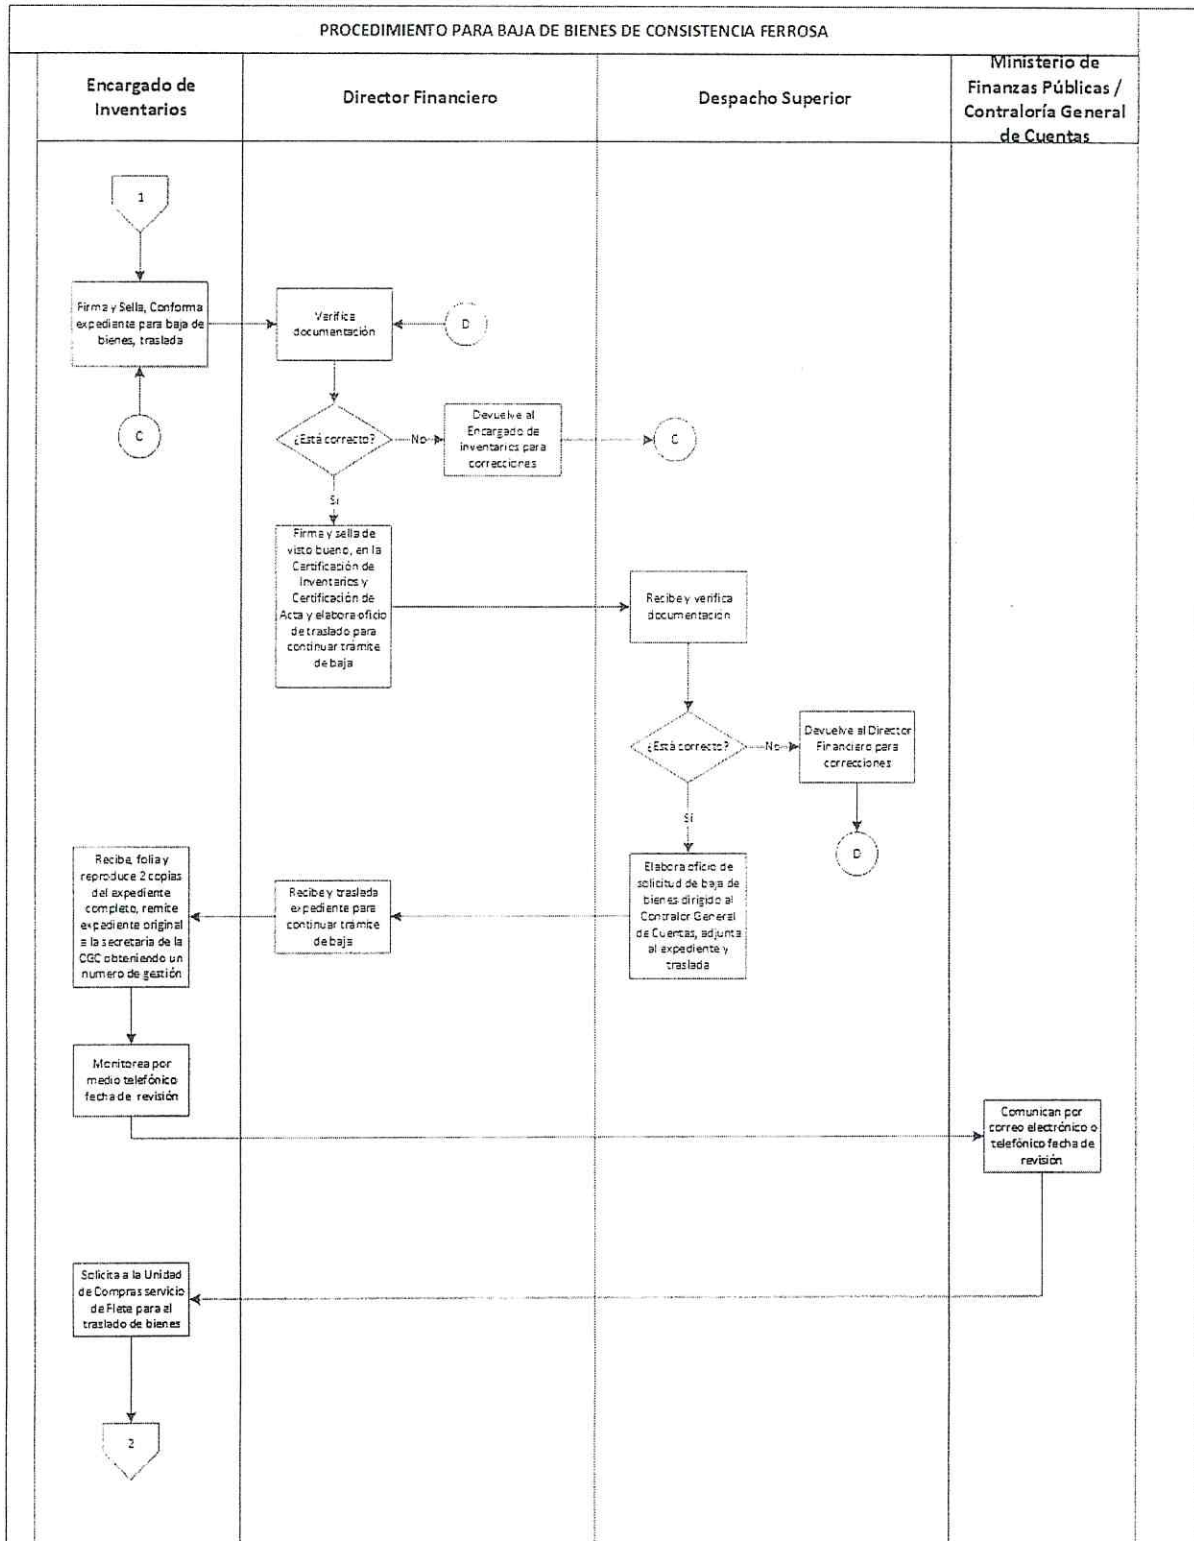 PROCEDIMIENTO PARA BAJA DE BIENES DE CONSISTENCIA FERROSA
Encargado de
Inventarios
Director Financiero
Despacho Superior
Ministerio de
Finanzas Públicas /
Contraloría General
de Cuentas
1
Firma y Sella, Conforma
expediente para baja de
bienes, traslada
Verifica
documentación
D
C
¿Está correcto?
No
Devuelve al
Encargado de
inventarios para
correcciones
C
Sí
Firma y sella de
visto bueno, en la
Certificación de
Inventarios y
Certificación de
Acta y elabora oficio
de traslado para
continuar trámite
de baja
Recibe y verifica
documentación
¿Está correcto?
No
Devuelve al Director
Financiero para
correcciones
Sí
D
Recibe, folia y
reproduce 2 copias
del expediente
completo, remite
expediente original
a la secretaria de la
CGC obteniendo un
numero de gestión
Recibe y traslada
expediente para
continuar trámite
de baja
Elabora oficio de
solicitud de baja de
bienes dirigido al
Contralor General
de Cuentas, adjunta
al expediente y
traslada
Monitorea por
medio telefónico
fecha de revisión
Comunican por
correo electrónico o
telefónico fecha de
revisión
Solicita a la Unidad
de Compras servicio
de Flete para el
traslado de bienes
2